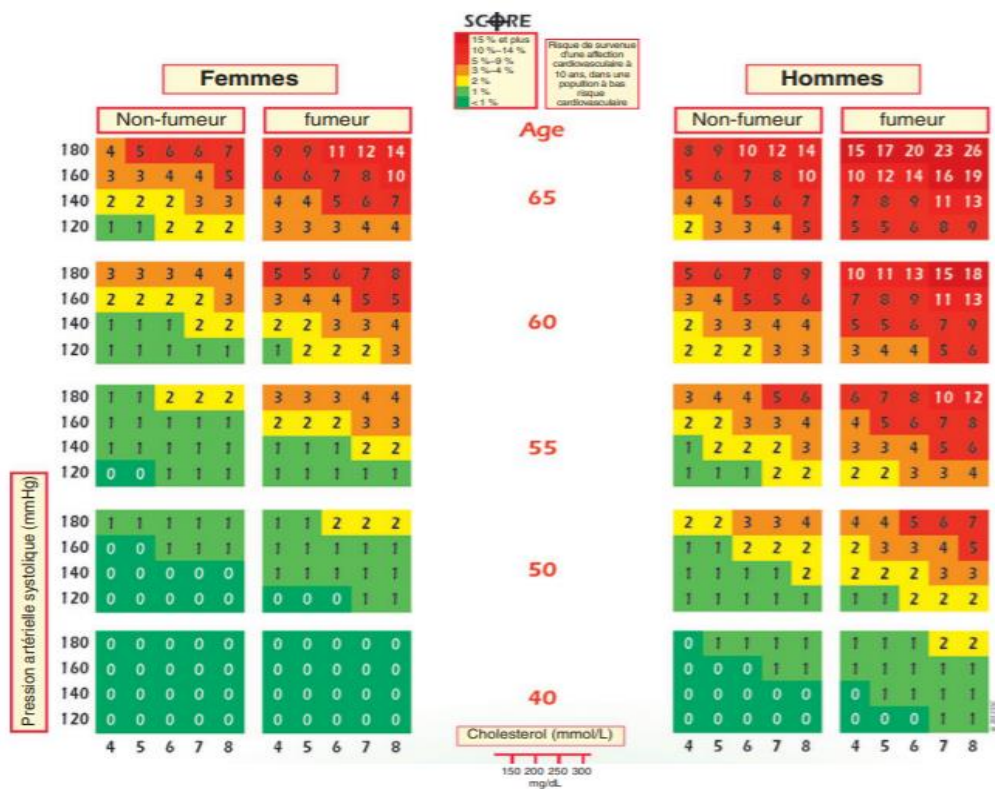 SCORE
15 % et plus
10 %–14 %
5 %–9 %
3 %–4 %
2 %
1 %
<1 %
Risque de survenue
d'une affection
cardiovasculaire à
10 ans, dans une
popultion à bas
risque
cardiovasculaire
Femmes
Hommes
Non-fumeur fumeur
Age
Non-fumeur fumeur
180 4 5 6 6 7 9 9 11 12 14 8 9 10 12 14 15 17 20 23 26
160 3 3 4 4 5 6 6 7 8 10 5 6 7 8 10 10 12 14 16 19
65
140 2 2 2 3 3 4 4 5 6 7 4 4 5 6 7 7 8 9 11 13
120 1 1 2 2 2 3 3 3 4 4 2 3 3 4 5 5 5 6 8 9
180 3 3 3 4 4 5 5 6 7 8 5 6 7 8 9 10 11 13 15 18
160 2 2 2 2 3 3 4 4 5 5 3 4 5 5 6 7 8 9 11 13
60
140 1 1 1 2 2 2 2 3 3 4 2 3 3 4 4 5 5 6 7 9
120 1 1 1 1 1 1 2 2 2 3 2 2 2 3 3 3 4 4 5 6
180 1 1 2 2 2 3 3 3 4 4 3 4 4 5 6 6 7 8 10 12
160 1 1 1 1 1 2 2 2 3 3 2 2 3 3 4 4 5 6 7 8
55
140 1 1 1 1 1 1 1 1 2 2 1 2 2 2 3 3 3 4 5 6
120 0 0 1 1 1 1 1 1 1 1 1 1 1 2 2 2 2 3 3 4
180 1 1 1 1 1 1 1 2 2 2 2 2 3 3 4 4 4 5 6 7
160 0 0 1 1 1 1 1 1 1 1 1 1 2 2 2 2 3 3 4 5
50
140 0 0 0 0 0 1 1 1 1 1 1 1 1 1 2 2 2 2 3 3
120 0 0 0 0 0 0 0 0 1 1 1 1 1 1 1 1 1 2 2 2
180 0 0 0 0 0 0 0 0 0 0 0 1 1 1 1 1 1 1 2 2
160 0 0 0 0 0 0 0 0 0 0 0 0 0 1 1 1 1 1 1 1
40
140 0 0 0 0 0 0 0 0 0 0 0 0 0 0 0 0 1 1 1 1
120 0 0 0 0 0 0 0 0 0 0 0 0 0 0 0 0 0 0 1 1
4 5 6 7 8 4 5 6 7 8 4 5 6 7 8 4 5 6 7 8
Pression artérielle systolique (mmHg)
Cholesterol (mmol/L)
150 200 250 300
mg/dL